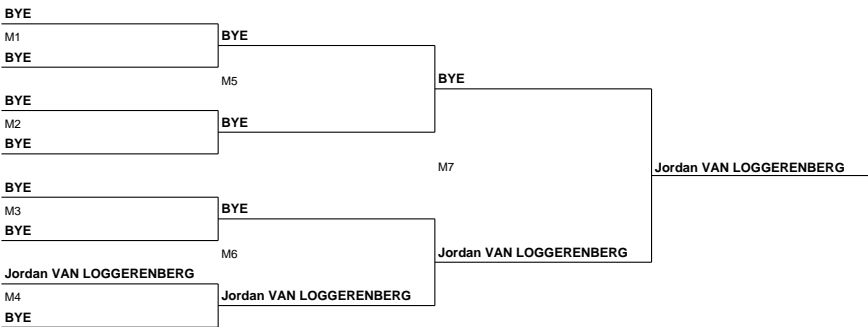 BYE
M1
BYE
BYE
M5
BYE
BYE
M2
BYE
BYE
M7
Jordan VAN LOGGERENBERG
BYE
M3
BYE
BYE
M6
Jordan VAN LOGGERENBERG
Jordan VAN LOGGERENBERG
M4
Jordan VAN LOGGERENBERG
BYE